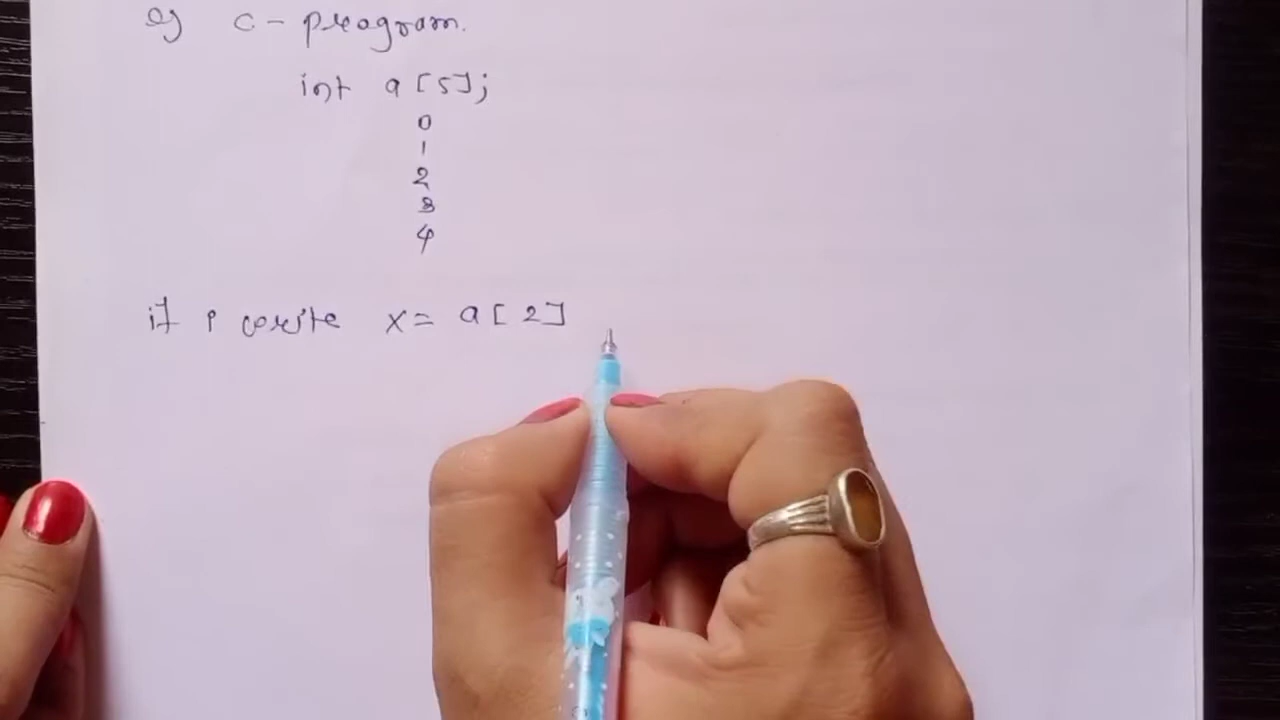 eg c - program.
int a [5];
0
1
2
3
4
if i write x = a[2]